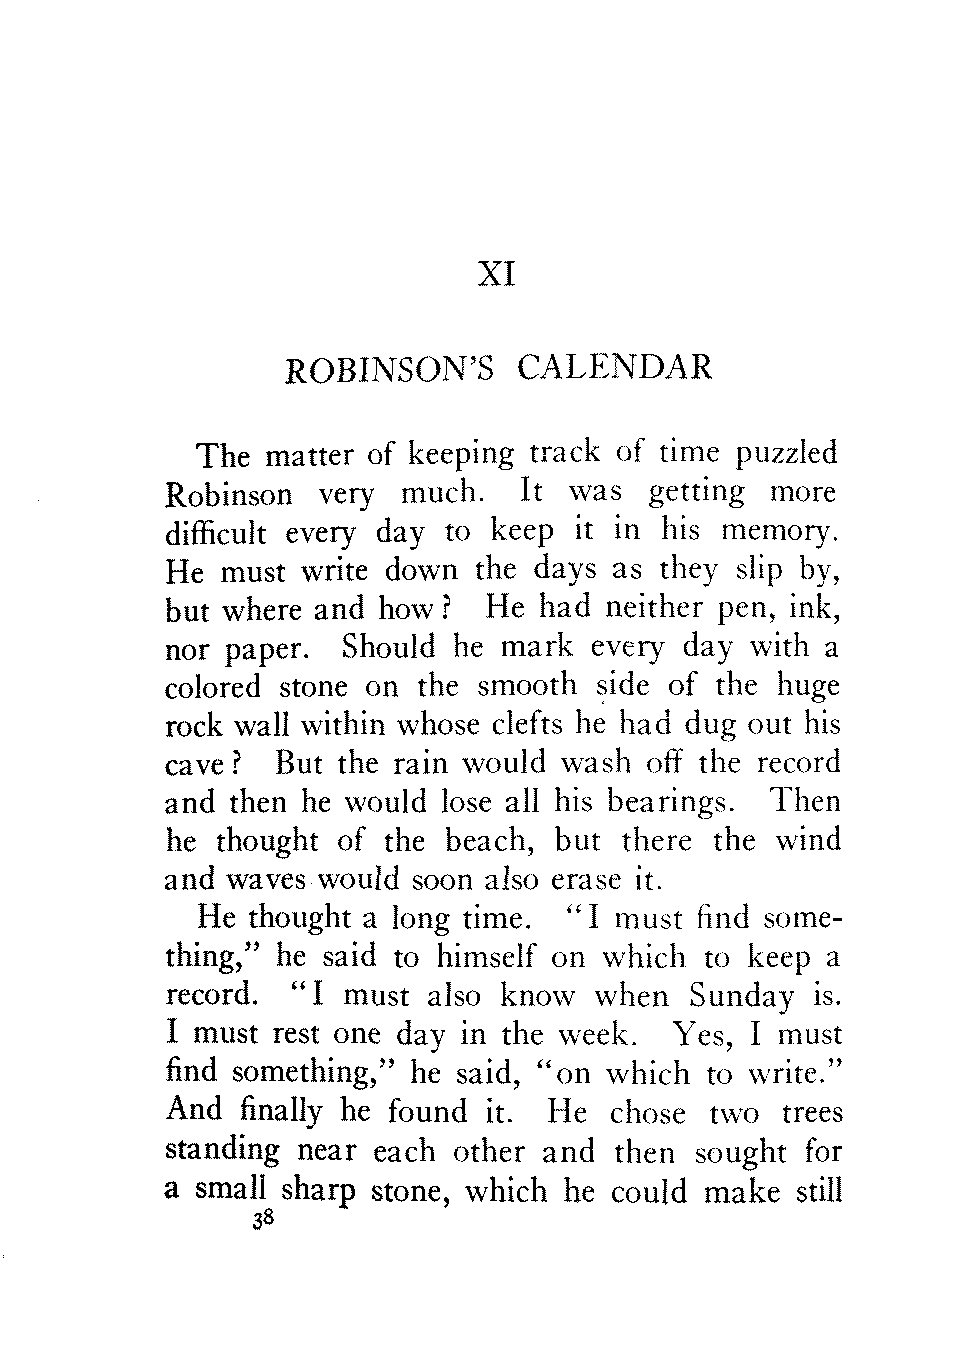 XI
ROBINSON'S CALENDAR
The matter of keeping track of time puzzled
Robinson very much. It was getting more
difficult every day to keep it in his memory.
He must write down the days as they slip by,
but where and how? He had neither pen, ink,
nor paper. Should he mark every day with a
colored stone on the smooth side of the huge
rock wall within whose clefts he had dug out his
cave? But the rain would wash off the record
and then he would lose all his bearings. Then
he thought of the beach, but there the wind
and waves would soon also erase it.
He thought a long time. "I must find some-
thing," he said to himself on which to keep a
record. "I must also know when Sunday is.
I must rest one day in the week. Yes, I must
find something," he said, "on which to write."
And finally he found it. He chose two trees
standing near each other and then sought for
a small sharp stone, which he could make still
38